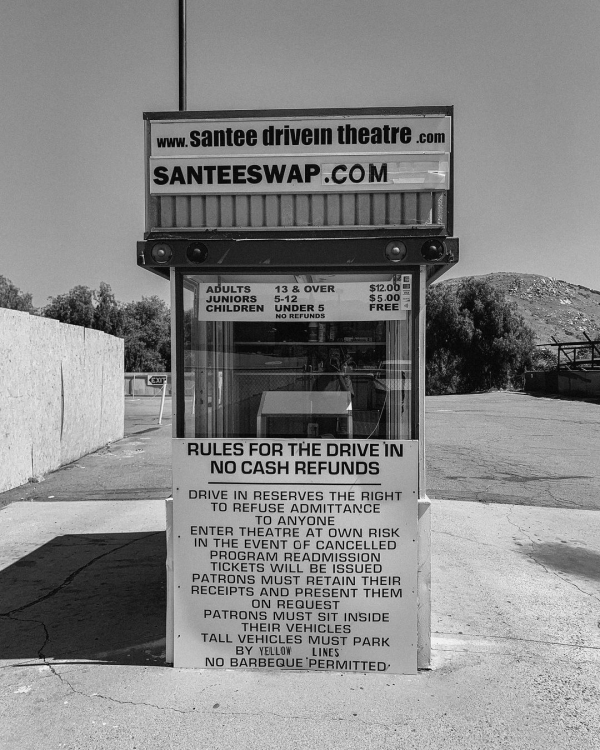 www. santee drivein theatre .com
SANTEESWAP.COM
ADULTS 13 & OVER $12.00
JUNIORS 5-12 $5.00
CHILDREN UNDER 5 FREE
NO REFUNDS
EXIT
RULES FOR THE DRIVE IN
NO CASH REFUNDS
DRIVE IN RESERVES THE RIGHT
TO REFUSE ADMITTANCE
TO ANYONE
ENTER THEATRE AT OWN RISK
IN THE EVENT OF CANCELLED
PROGRAM READMISSION
TICKETS WILL BE ISSUED
PATRONS MUST RETAIN THEIR
RECEIPTS AND PRESENT THEM
ON REQUEST
PATRONS MUST SIT INSIDE
THEIR VEHICLES
TALL VEHICLES MUST PARK
BY YELLOW LINES
NO BARBEQUE PERMITTED